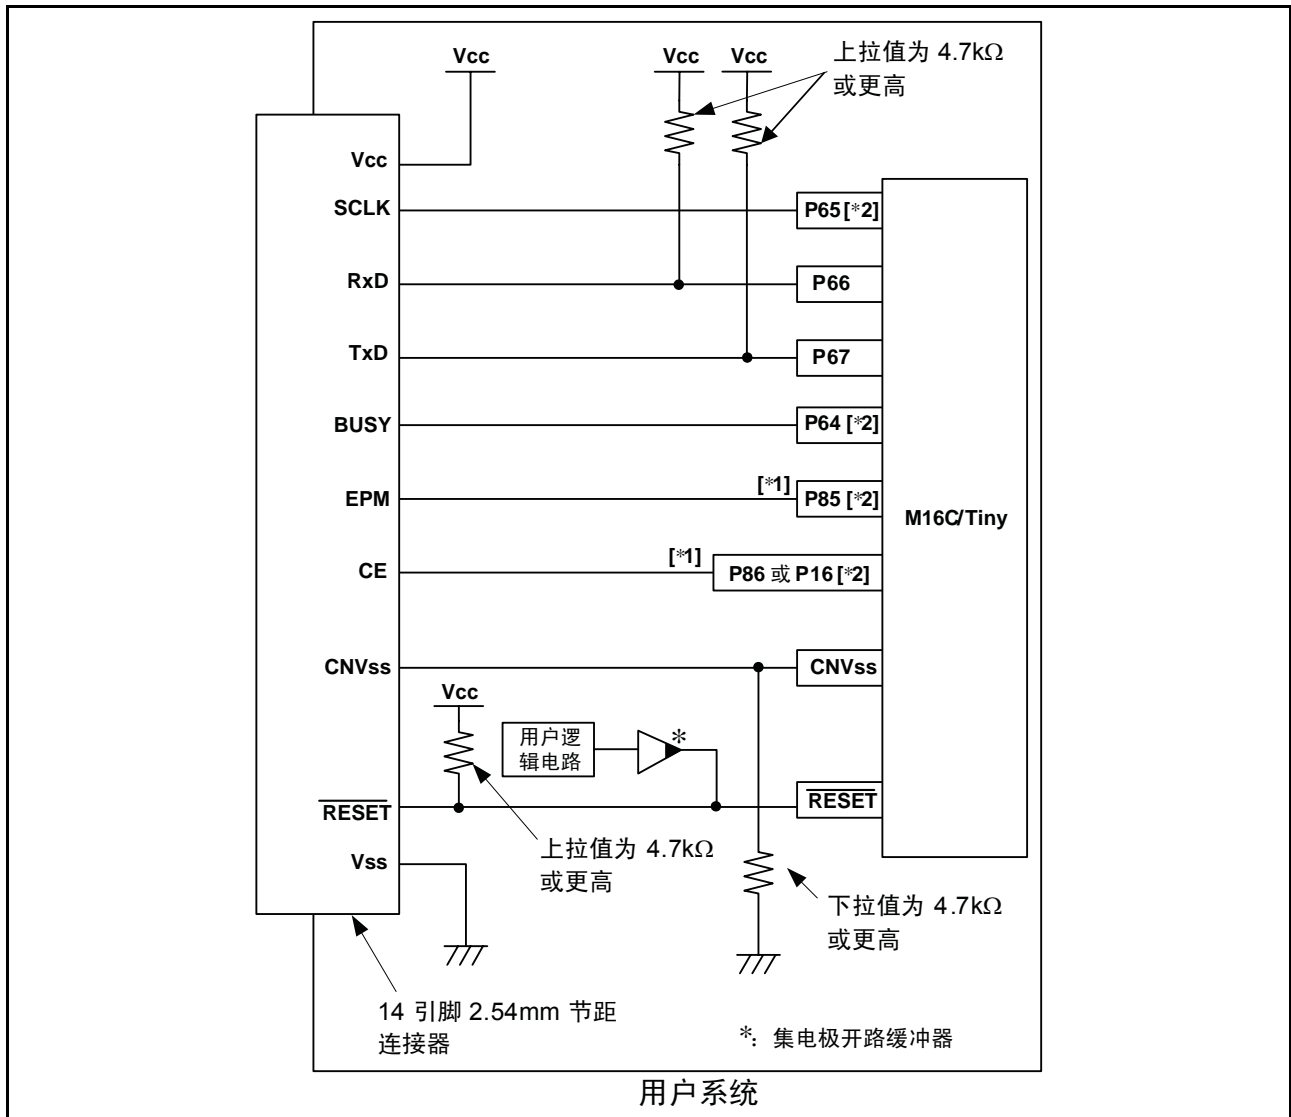 Vcc
Vcc
Vcc
上拉值为 4.7kΩ
或更高
Vcc
SCLK
P65[*2]
RxD
P66
TxD
P67
BUSY
P64 [*2]
EPM
[*1]
P85 [*2]
M16C/Tiny
CE
[*1]
P86 或 P16 [*2]
CNVss
CNVss
Vcc
用户逻
辑电路
*
RESET
RESET
上拉值为 4.7kΩ
或更高
Vss
下拉值为 4.7kΩ
或更高
14 引脚 2.54mm 节距
连接器
*：集电极开路缓冲器
用户系统